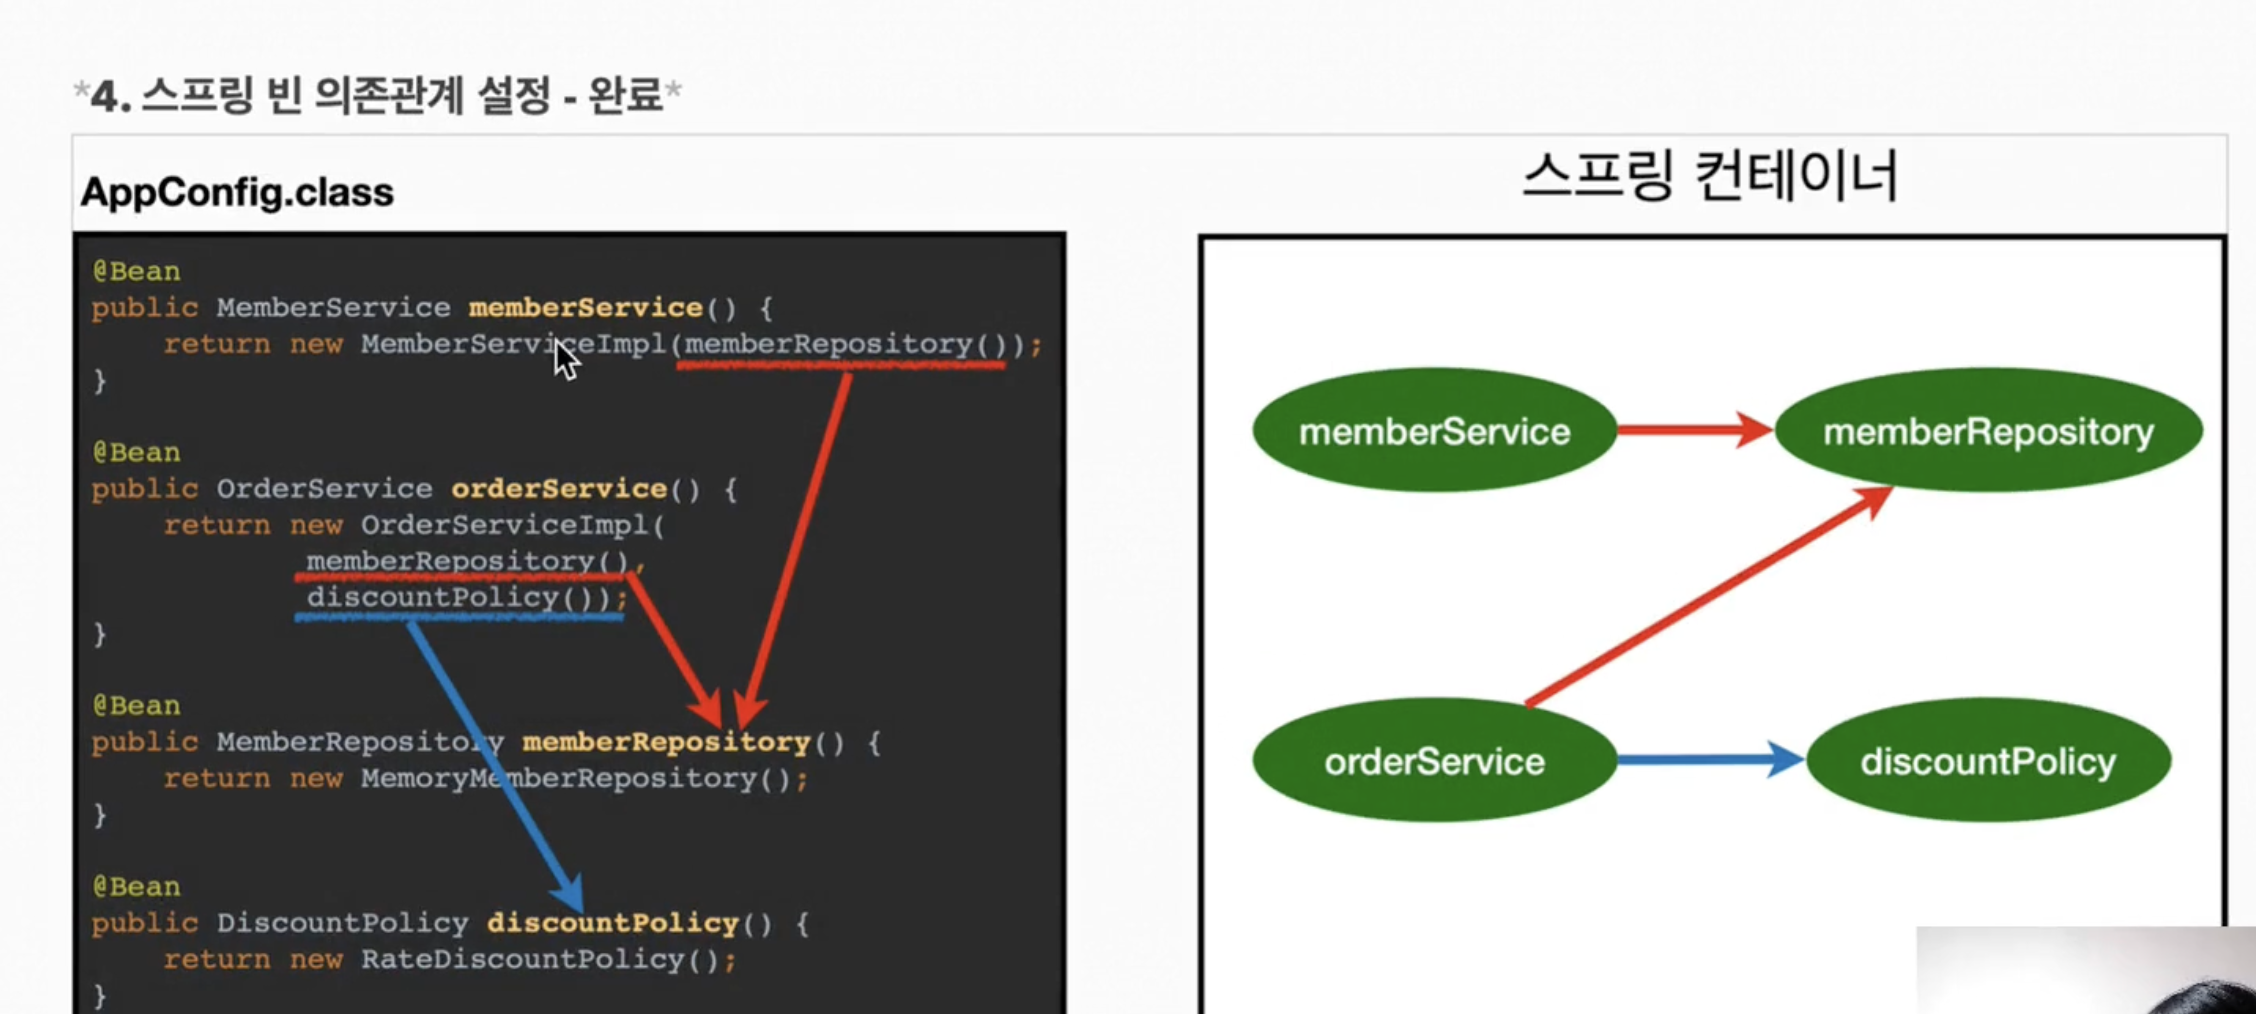 *4. 스프링 빈 의존관계 설정 - 완료*
AppConfig.class
@Bean
public MemberService memberService() {
return new MemberServiceImpl(memberRepository());
}
@Bean
public OrderService orderService() {
return new OrderServiceImpl(
memberRepository(),
discountPolicy());
}
@Bean
public MemberRepository memberRepository() {
return new MemoryMemberRepository();
}
@Bean
public DiscountPolicy discountPolicy() {
return new RateDiscountPolicy();
}
스프링 컨테이너
memberService
memberRepository
orderService
discountPolicy